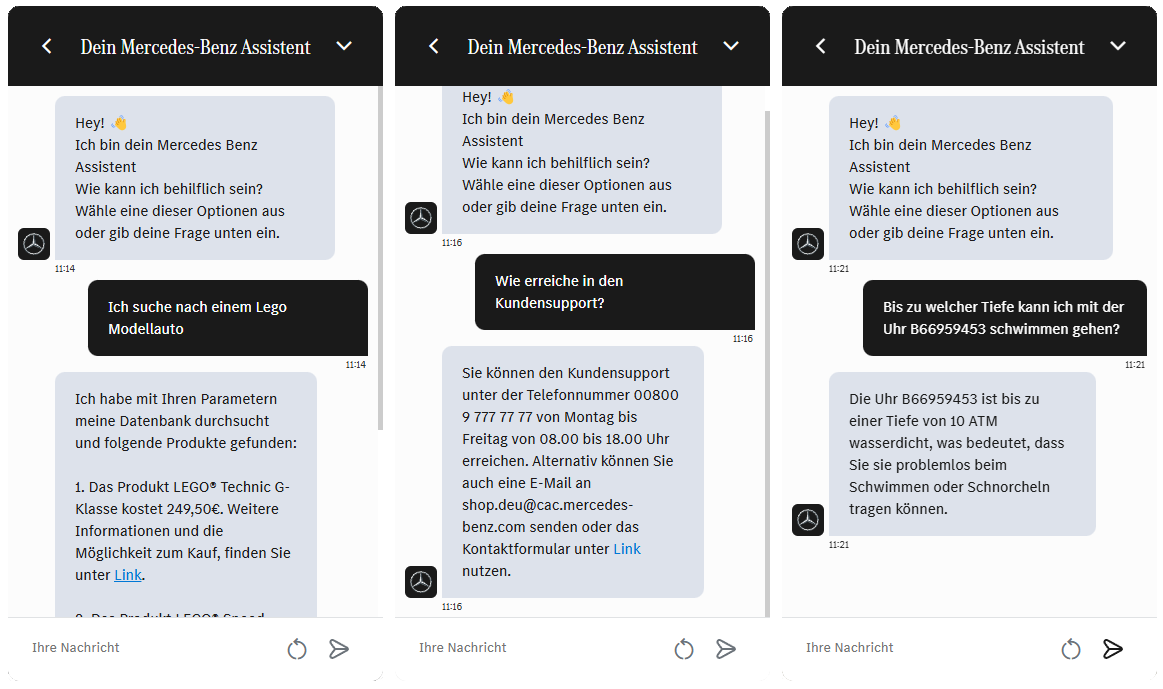 Dein Mercedes-Benz Assistent
Hey! 👋
Ich bin dein Mercedes Benz
Assistent
Wie kann ich behilflich sein?
Wähle eine dieser Optionen aus
oder gib deine Frage unten ein.
11:14
Ich suche nach einem Lego
Modellauto
11:14
Ich habe mit Ihren Parametern
meine Datenbank durchsucht
und folgende Produkte gefunden:
1. Das Produkt LEGO® Technic G-
Klasse kostet 249,50€. Weitere
Informationen und die
Möglichkeit zum Kauf, finden Sie
unter Link.
2. Das Produkt LEGO® Speed
Ihre Nachricht
Dein Mercedes-Benz Assistent
Hey! 👋
Ich bin dein Mercedes Benz
Assistent
Wie kann ich behilflich sein?
Wähle eine dieser Optionen aus
oder gib deine Frage unten ein.
11:16
Wie erreiche in den
Kundensupport?
11:16
Sie können den Kundensupport
unter der Telefonnummer 00800
9 777 77 77 von Montag bis
Freitag von 08.00 bis 18.00 Uhr
erreichen. Alternativ können Sie
auch eine E-Mail an
shop.deu@cac.mercedes-
benz.com senden oder das
Kontaktformular unter Link
nutzen.
11:16
Ihre Nachricht
Dein Mercedes-Benz Assistent
Hey! 👋
Ich bin dein Mercedes Benz
Assistent
Wie kann ich behilflich sein?
Wähle eine dieser Optionen aus
oder gib deine Frage unten ein.
11:21
Bis zu welcher Tiefe kann ich mit der
Uhr B66959453 schwimmen gehen?
11:21
Die Uhr B66959453 ist bis zu
einer Tiefe von 10 ATM
wasserdicht, was bedeutet, dass
Sie sie problemlos beim
Schwimmen oder Schnorcheln
tragen können.
11:21
Ihre Nachricht